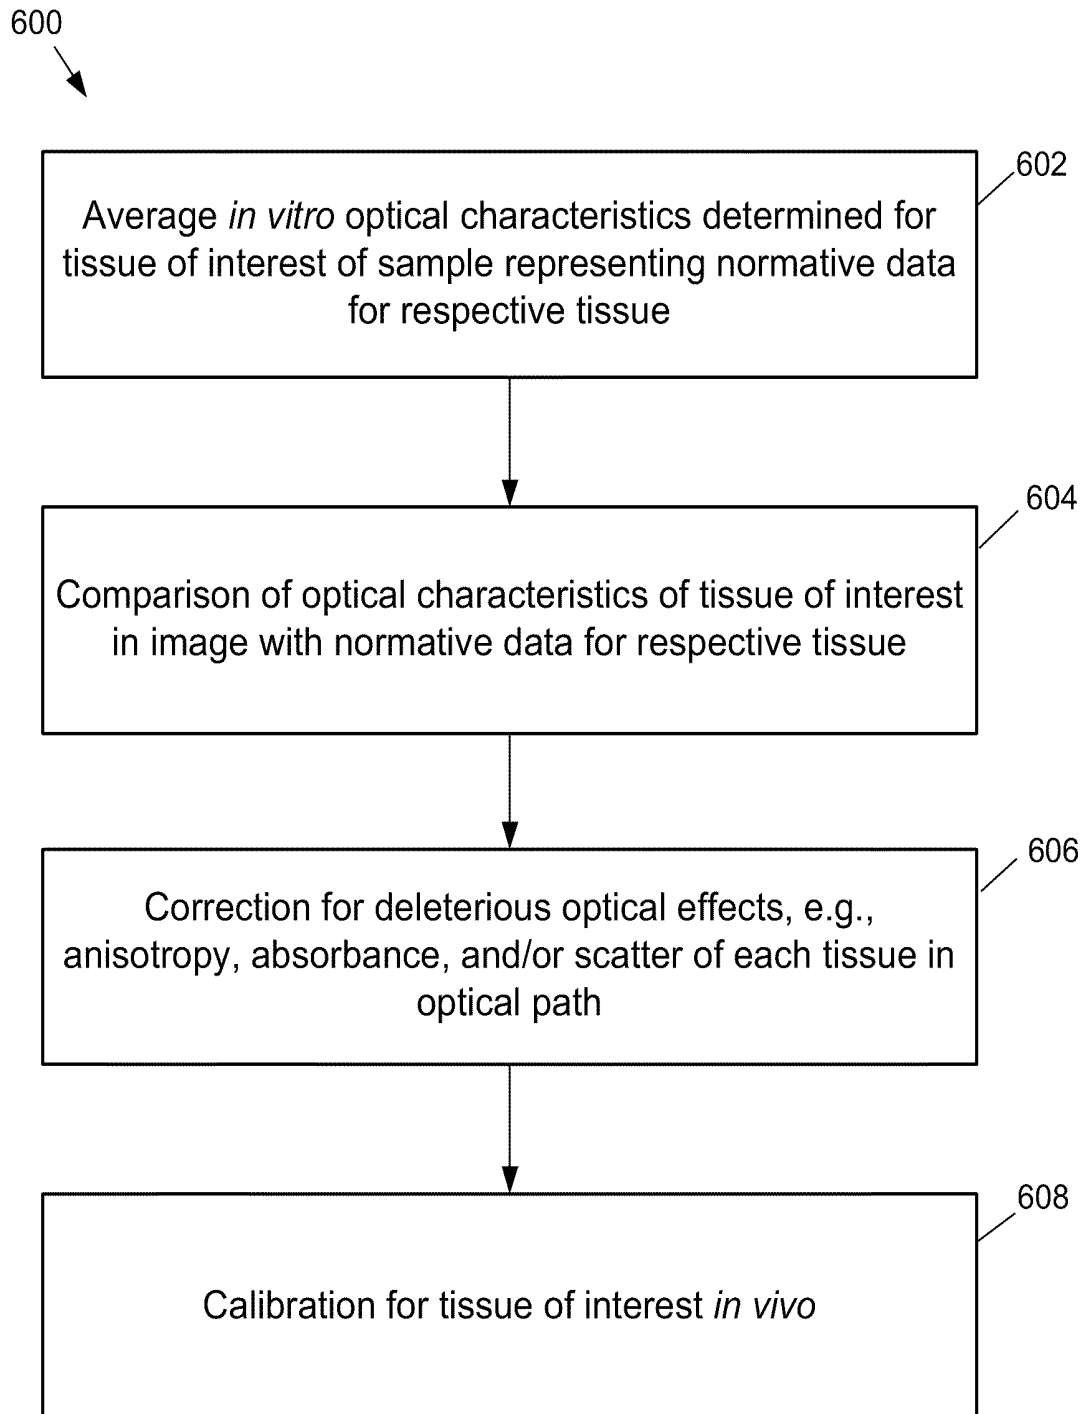 600
602
Average in vitro optical characteristics determined for
tissue of interest of sample representing normative data
for respective tissue
604
Comparison of optical characteristics of tissue of interest
in image with normative data for respective tissue
606
Correction for deleterious optical effects, e.g.,
anisotropy, absorbance, and/or scatter of each tissue in
optical path
608
Calibration for tissue of interest in vivo